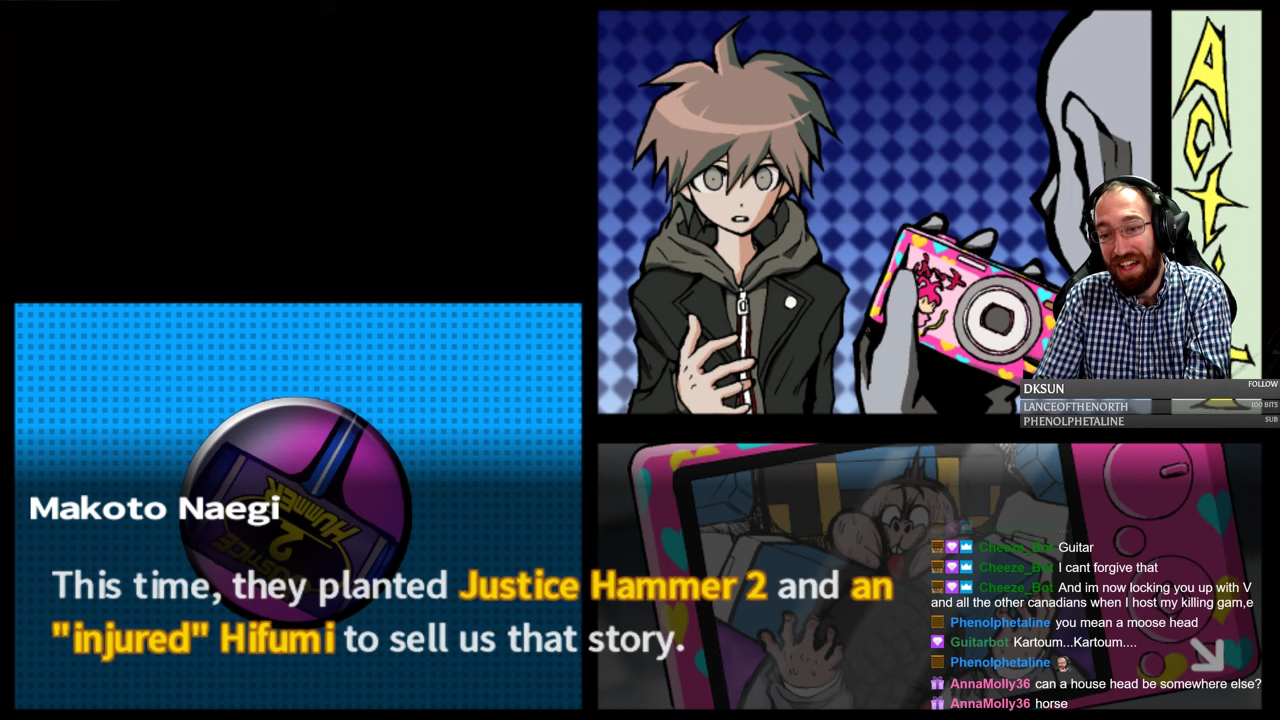 Act
Makoto Naegi
This time, they planted Justice Hammer 2 and an
"injured" Hifumi to sell us that story.
HUMMER
2
DKSUN FOLLOW
LANCEOFTHENORTH 100 BITS
PHENOLPHETALINE SUB
Cheeze_Bot Guitar
Cheeze_Bot I cant forgive that
Cheeze_Bot And im now locking you up with V
and all the other canadians when I host my killing gam,e
Phenolphetaline you mean a moose head
Guitarbot Kartoum...Kartoum....
Phenolphetaline
AnnaMolly36 can a house head be somewhere else?
AnnaMolly36 horse